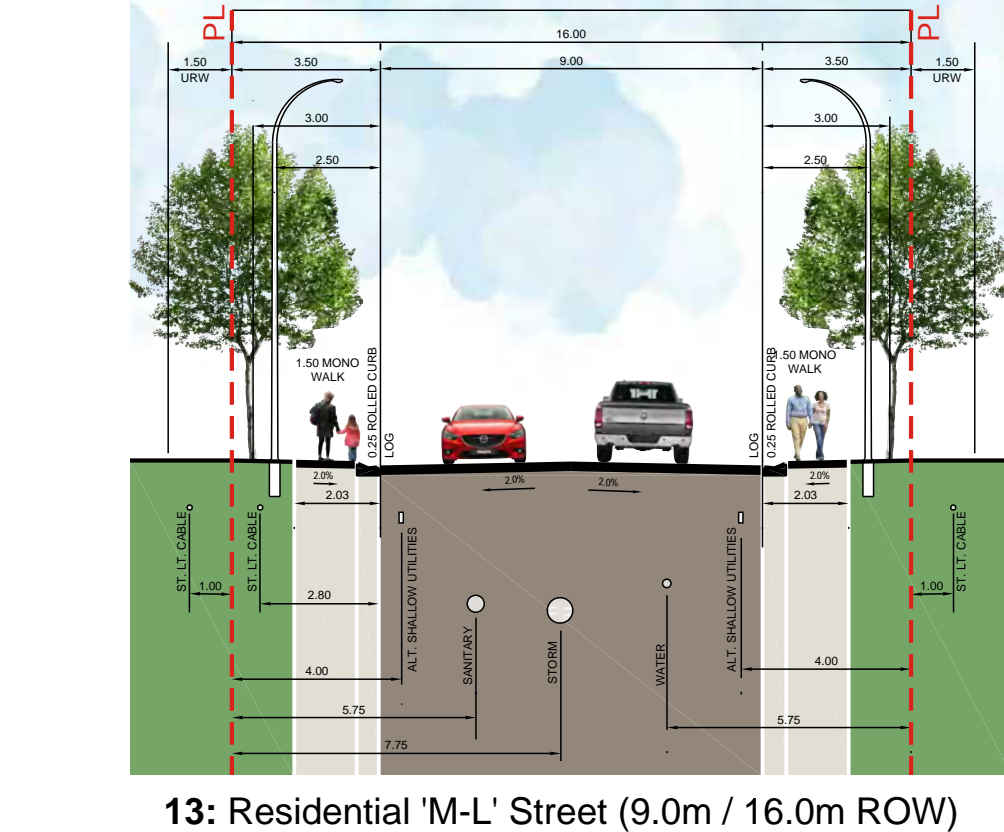 PL
PL
16.00
1.50
URW
3.50
9.00
3.50
1.50
URW
3.00
3.00
2.50
2.50
1.50 MONO
WALK
0.25 ROLLED CURB
LOG
LOG
0.25 ROLLED CURB
.50 MONO
WALK
2.0%
2.0%
2.0%
2.0%
2.03
2.03
ST. LT. CABLE
ST. LT. CABLE
ALT. SHALLOW UTILITIES
SANITARY
STORM
WATER
ALT. SHALLOW UTILITIES
ST. LT. CABLE
1.00
2.80
1.00
4.00
4.00
5.75
5.75
7.75
13: Residential 'M-L' Street (9.0m / 16.0m ROW)